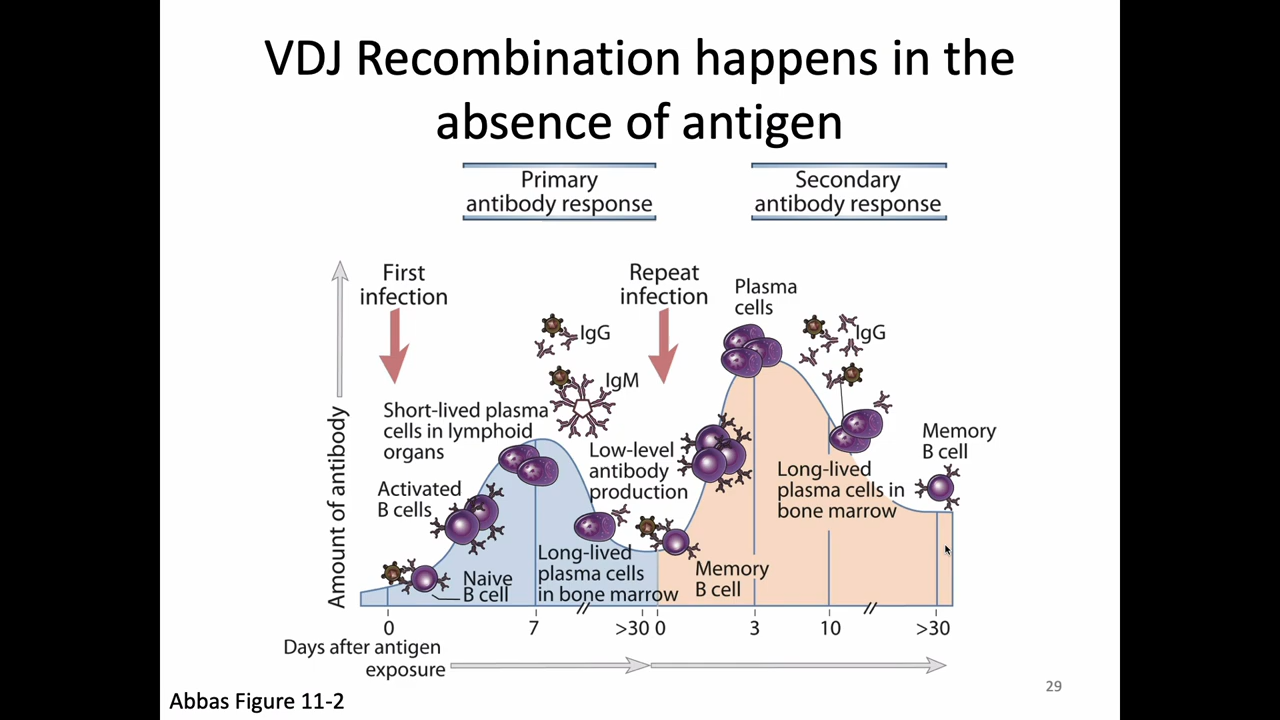 VDJ Recombination happens in the
absence of antigen
Primary
antibody response
Secondary
antibody response
First
infection
Repeat
infection
Plasma
cells
IgG
IgG
IgM
Short-lived plasma
cells in lymphoid
organs
Low-level
antibody
production
Memory
B cell
Activated
B cells
Long-lived
plasma cells in
bone marrow
Amount of antibody
Naive
B cell
Long-lived
plasma cells
in bone marrow
Memory
B cell
0
7
>30
0
3
10
>30
Days after antigen
exposure
29
Abbas Figure 11-2